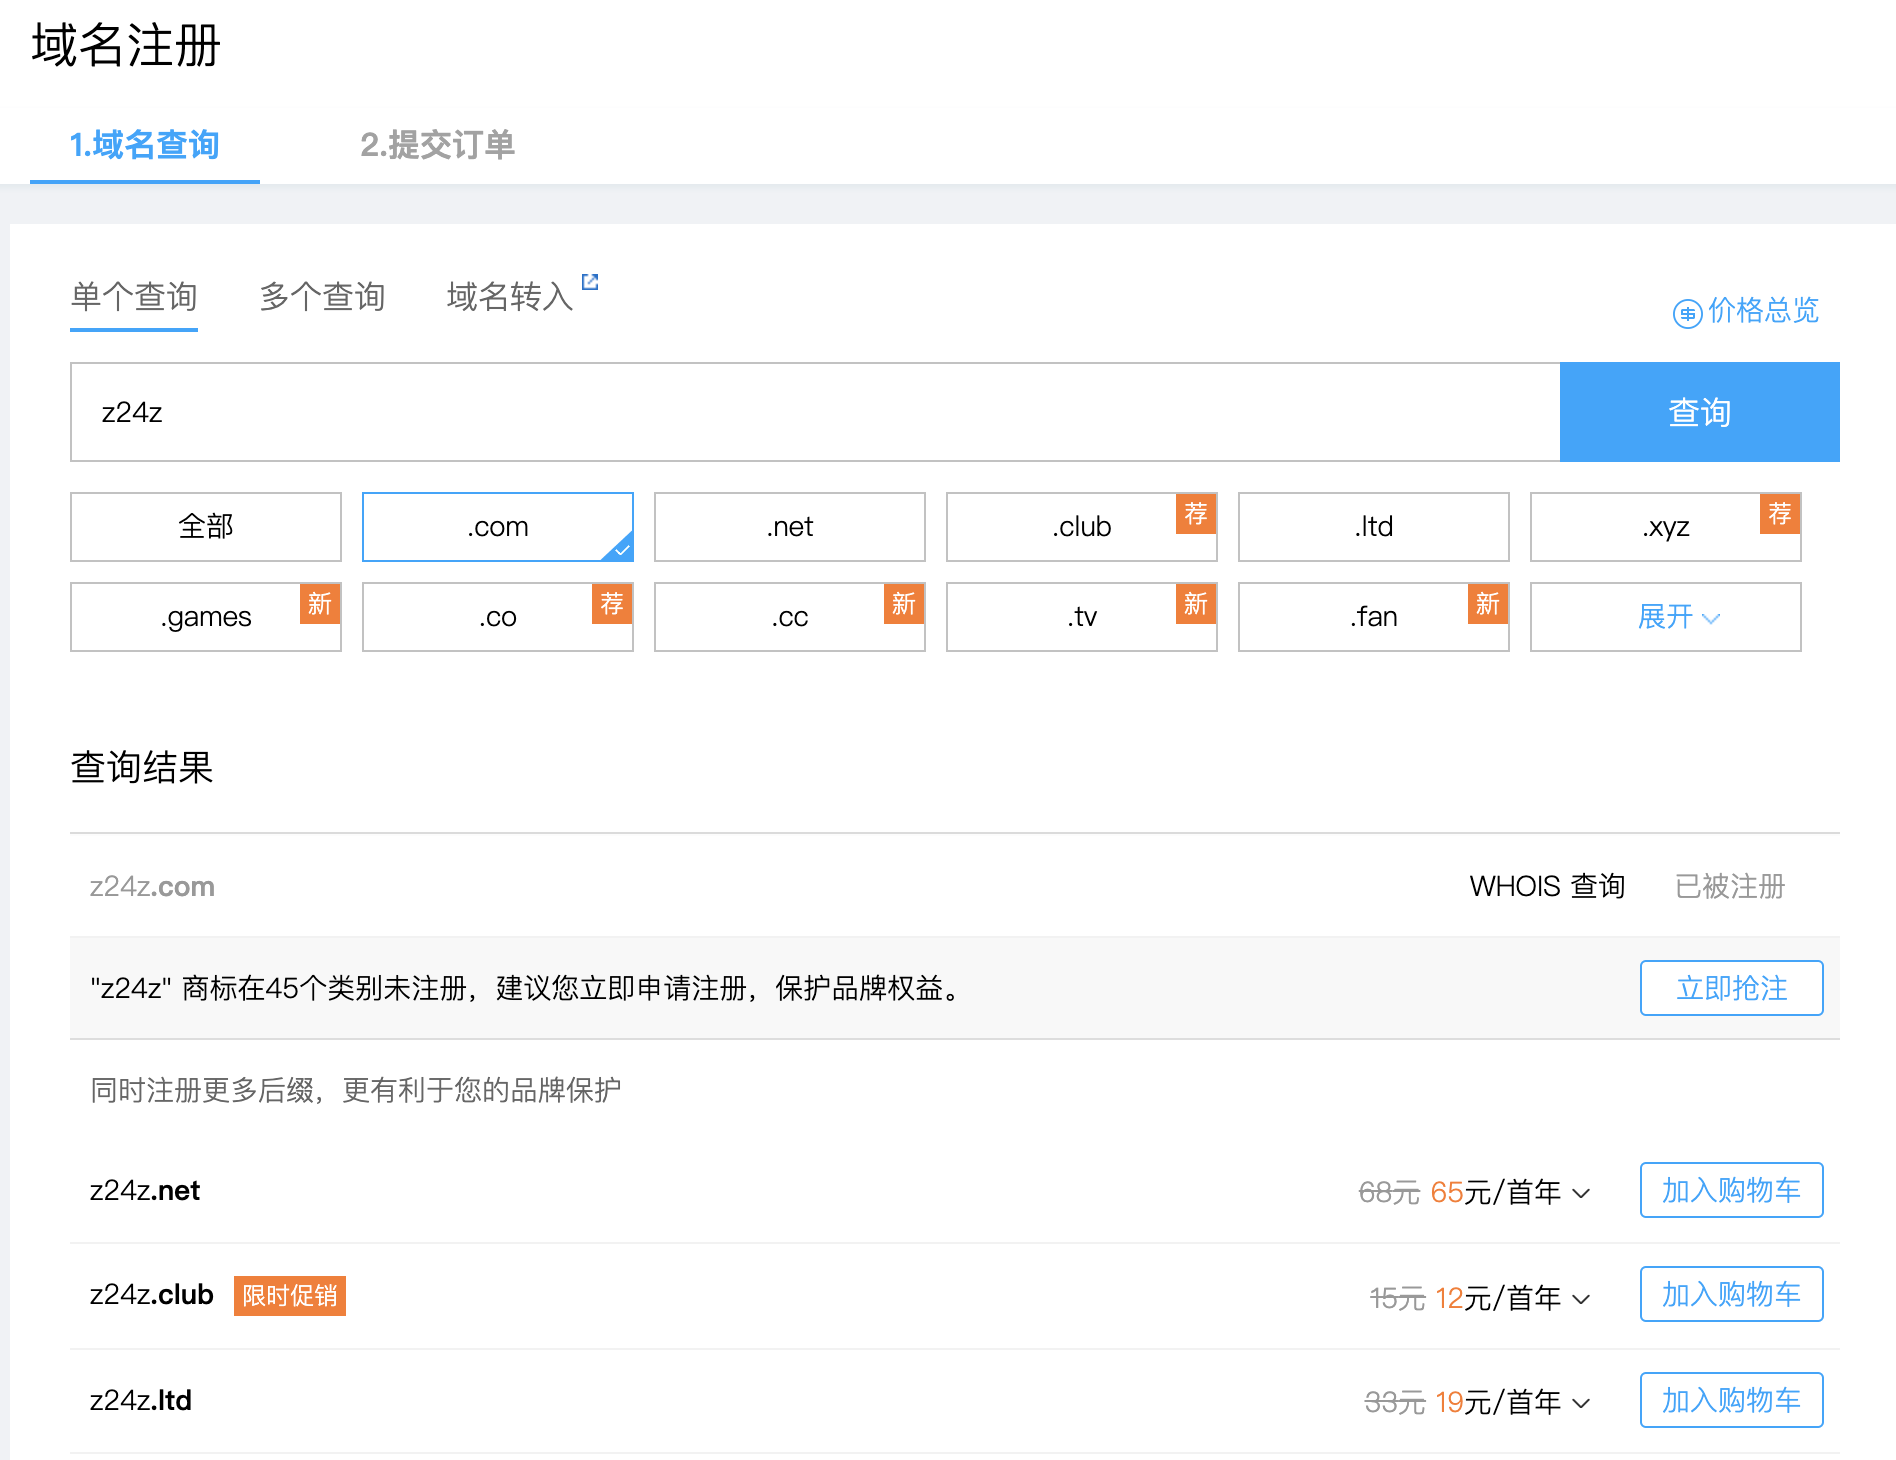 域名注册
1.域名查询 2.提交订单
单个查询 多个查询 域名转入
价格总览
z24z 查询
全部 .com .net .club 荐 .ltd .xyz 荐
.games 新 .co 荐 .cc 新 .tv 新 .fan 新 展开
查询结果
z24z.com WHOIS 查询 已被注册
"z24z" 商标在45个类别未注册，建议您立即申请注册，保护品牌权益。 立即抢注
同时注册更多后缀，更有利于您的品牌保护
z24z.net 68元 65元/首年 加入购物车
z24z.club 限时促销 15元 12元/首年 加入购物车
z24z.ltd 33元 19元/首年 加入购物车